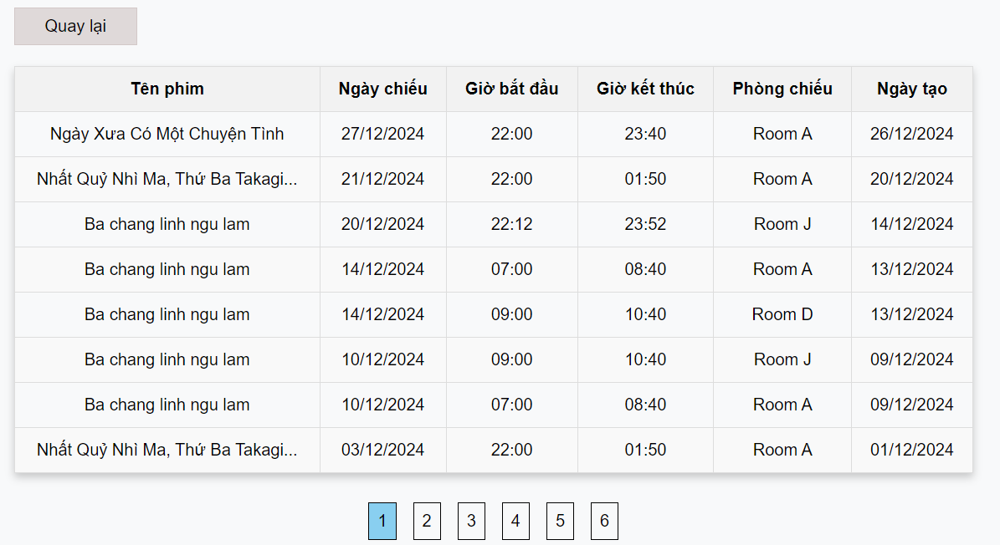 Quay lại
Tên phim Ngày chiếu Giờ bắt đầu Giờ kết thúc Phòng chiếu Ngày tạo
Ngày Xưa Có Một Chuyện Tình 27/12/2024 22:00 23:40 Room A 26/12/2024
Nhất Quỷ Nhì Ma, Thứ Ba Takagi... 21/12/2024 22:00 01:50 Room A 20/12/2024
Ba chang linh ngu lam 20/12/2024 22:12 23:52 Room J 14/12/2024
Ba chang linh ngu lam 14/12/2024 07:00 08:40 Room A 13/12/2024
Ba chang linh ngu lam 14/12/2024 09:00 10:40 Room D 13/12/2024
Ba chang linh ngu lam 10/12/2024 09:00 10:40 Room J 09/12/2024
Ba chang linh ngu lam 10/12/2024 07:00 08:40 Room A 09/12/2024
Nhất Quỷ Nhì Ma, Thứ Ba Takagi... 03/12/2024 22:00 01:50 Room A 01/12/2024
1 2 3 4 5 6